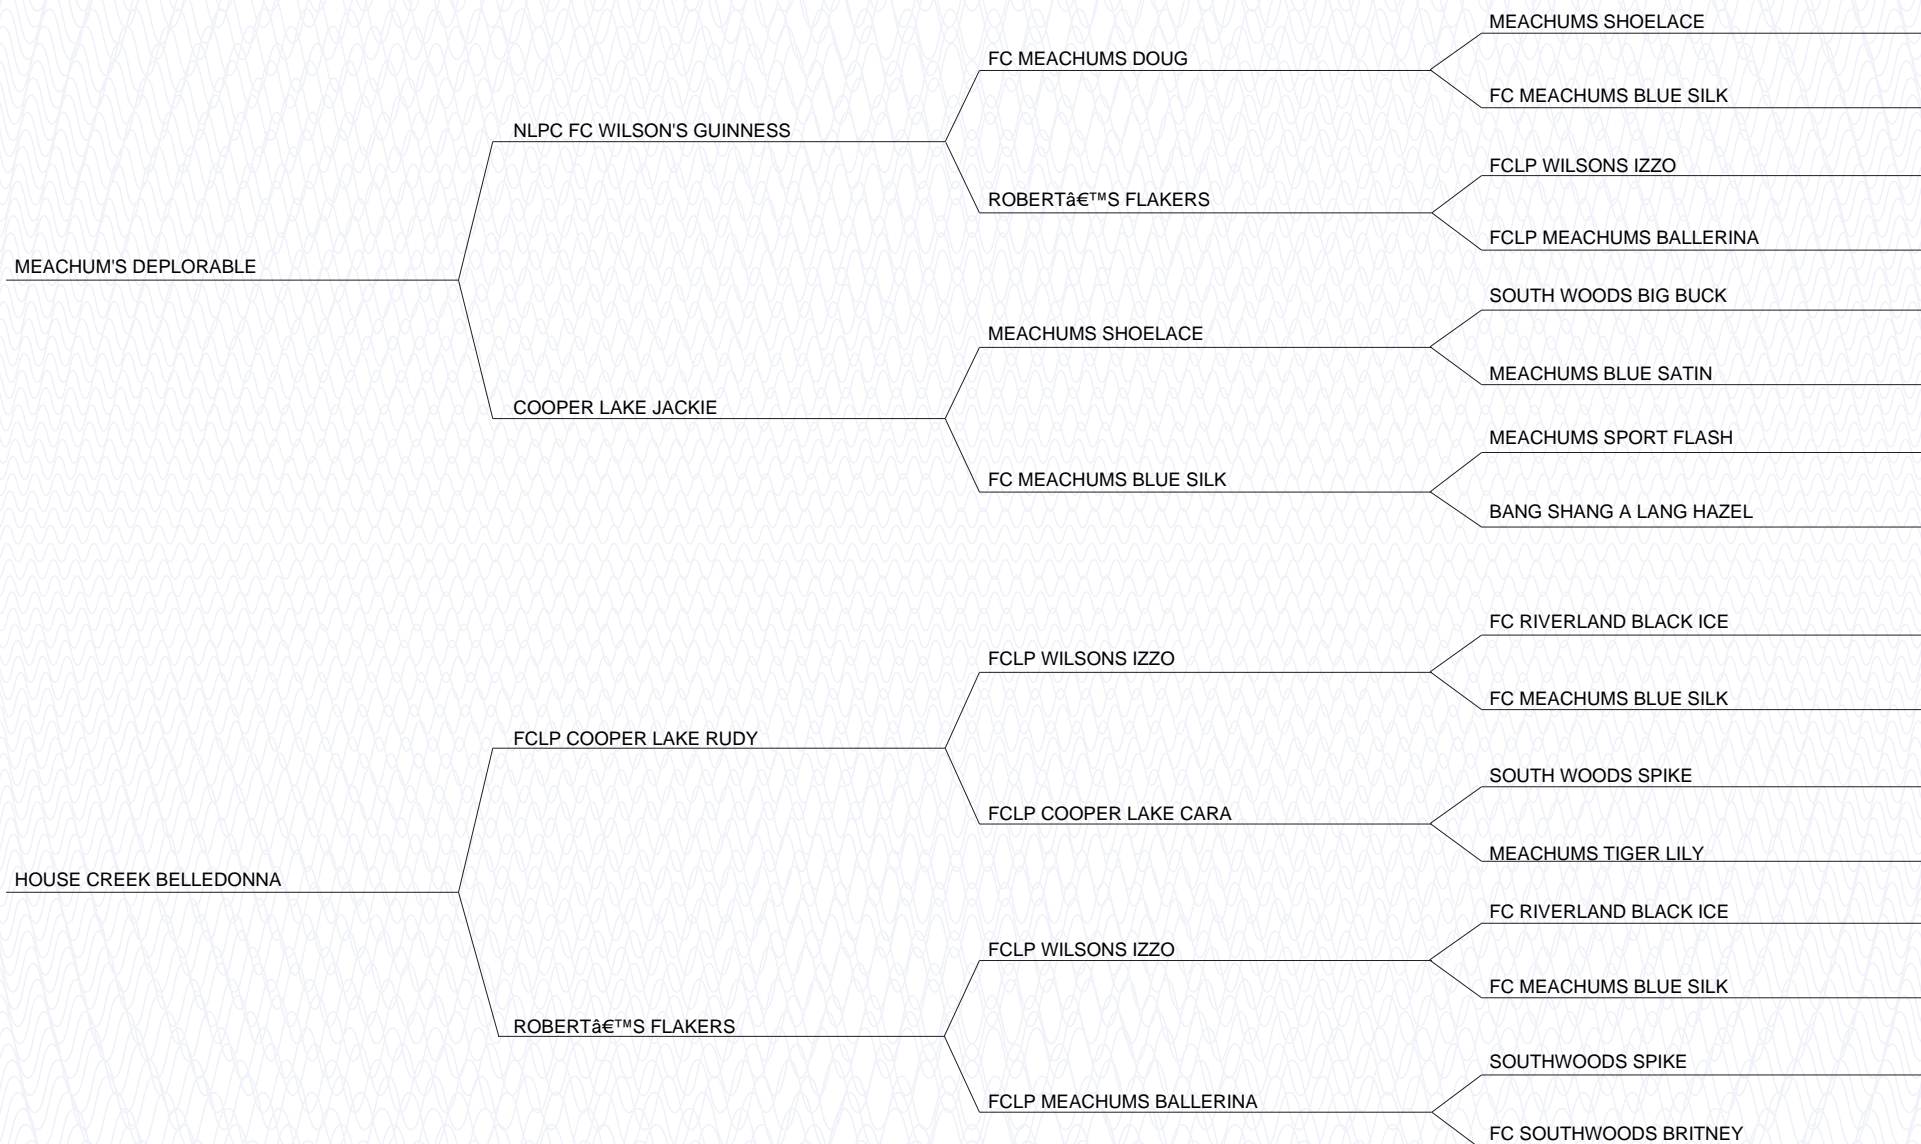 MEACHUMS SHOELACE
FC MEACHUMS DOUG
FC MEACHUMS BLUE SILK
NLPC FC WILSON'S GUINNESS
FCLP WILSONS IZZO
ROBERTâ€™S FLAKERS
FCLP MEACHUMS BALLERINA
MEACHUM'S DEPLORABLE
SOUTH WOODS BIG BUCK
MEACHUMS SHOELACE
MEACHUMS BLUE SATIN
COOPER LAKE JACKIE
MEACHUMS SPORT FLASH
FC MEACHUMS BLUE SILK
BANG SHANG A LANG HAZEL
FC RIVERLAND BLACK ICE
FCLP WILSONS IZZO
FC MEACHUMS BLUE SILK
FCLP COOPER LAKE RUDY
SOUTH WOODS SPIKE
FCLP COOPER LAKE CARA
MEACHUMS TIGER LILY
HOUSE CREEK BELLEDONNA
FC RIVERLAND BLACK ICE
FCLP WILSONS IZZO
FC MEACHUMS BLUE SILK
ROBERTâ€™S FLAKERS
SOUTHWOODS SPIKE
FCLP MEACHUMS BALLERINA
FC SOUTHWOODS BRITNEY